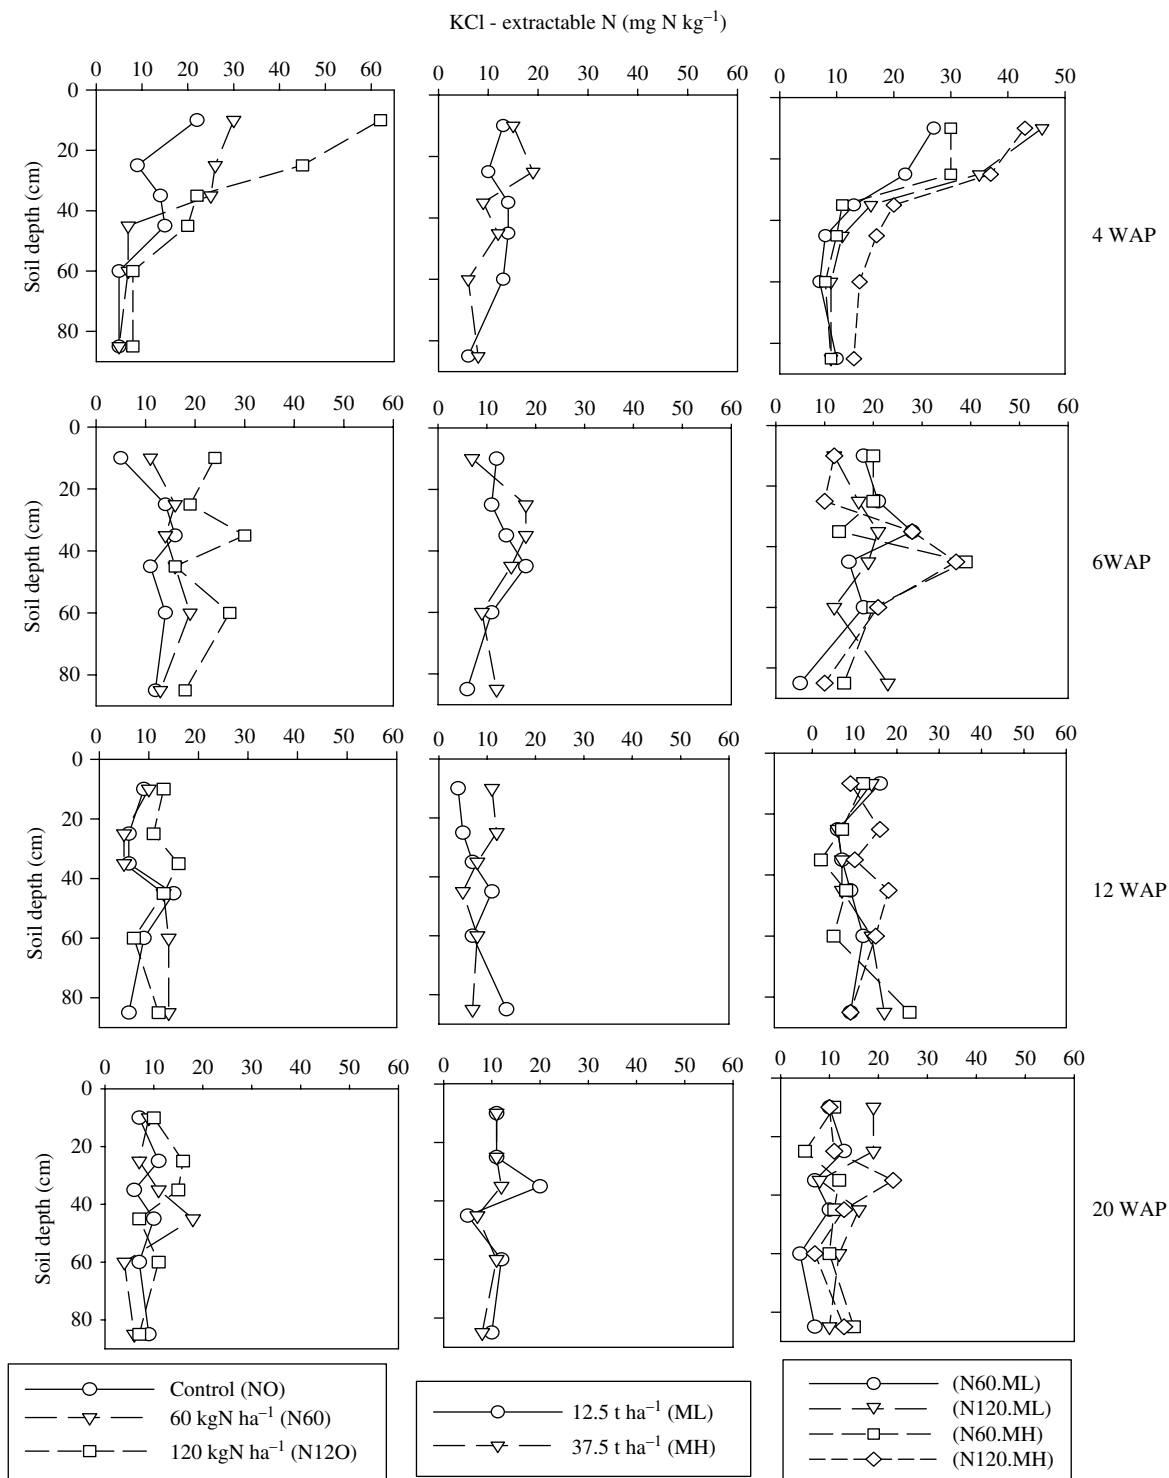 KCl - extractable N (mg N kg⁻¹)
0 10 20 30 40 50 60
0 10 20 30 40 50 60
0 10 20 30 40 50
0
20
40
60
80
Soil depth (cm)
4 WAP
0 10 20 30 40 50 60
0 10 20 30 40 50 60
0 10 20 30 40 50 60
0
20
40
60
80
Soil depth (cm)
6WAP
0 10 20 30 40 50 60
0 10 20 30 40 50 60
0 10 20 30 40 50 60
0
20
40
60
80
Soil depth (cm)
12 WAP
0 10 20 30 40 50 60
0 10 20 30 40 50 60
0 10 20 30 40 50 60
0
20
40
60
80
Soil depth (cm)
20 WAP
Control (NO)
60 kgN ha⁻¹ (N60)
120 kgN ha⁻¹ (N12O)
12.5 t ha⁻¹ (ML)
37.5 t ha⁻¹ (MH)
(N60.ML)
(N120.ML)
(N60.MH)
(N120.MH)